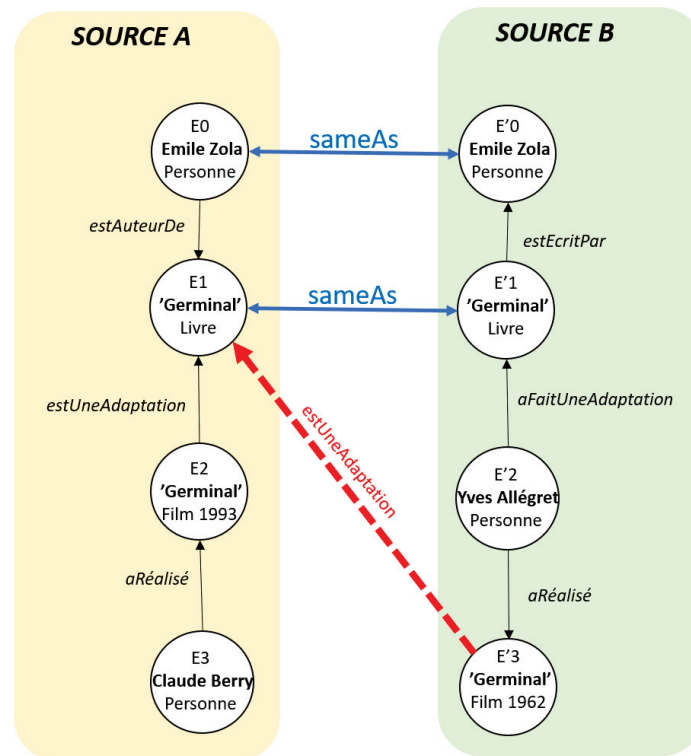 SOURCE A
E0
Emile Zola
Personne
estAuteurDe
E1
'Germinal'
Livre
estUneAdaptation
E2
'Germinal'
Film 1993
aRéalisé
E3
Claude Berry
Personne
sameAs
sameAs
estUneAdaptation
SOURCE B
E'0
Emile Zola
Personne
estEcritPar
E'1
'Germinal'
Livre
aFaitUneAdaptation
E'2
Yves Allégret
Personne
aRéalisé
E'3
'Germinal'
Film 1962